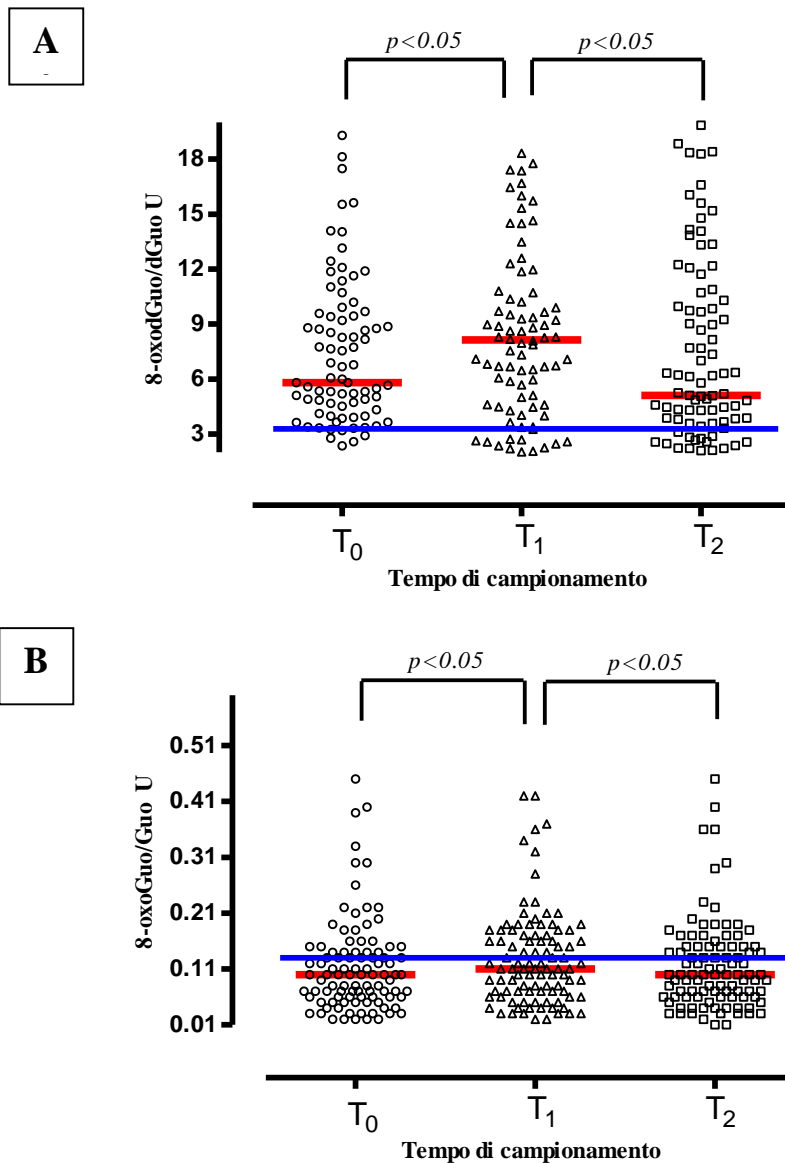 A
p<0.05 p<0.05
8-oxodGuo/dGuo U
18
15
12
9
6
3
T0 T1 T2
Tempo di campionamento
B
p<0.05 p<0.05
8-oxoGuo/Guo U
0.51
0.41
0.31
0.21
0.11
0.01
T0 T1 T2
Tempo di campionamento